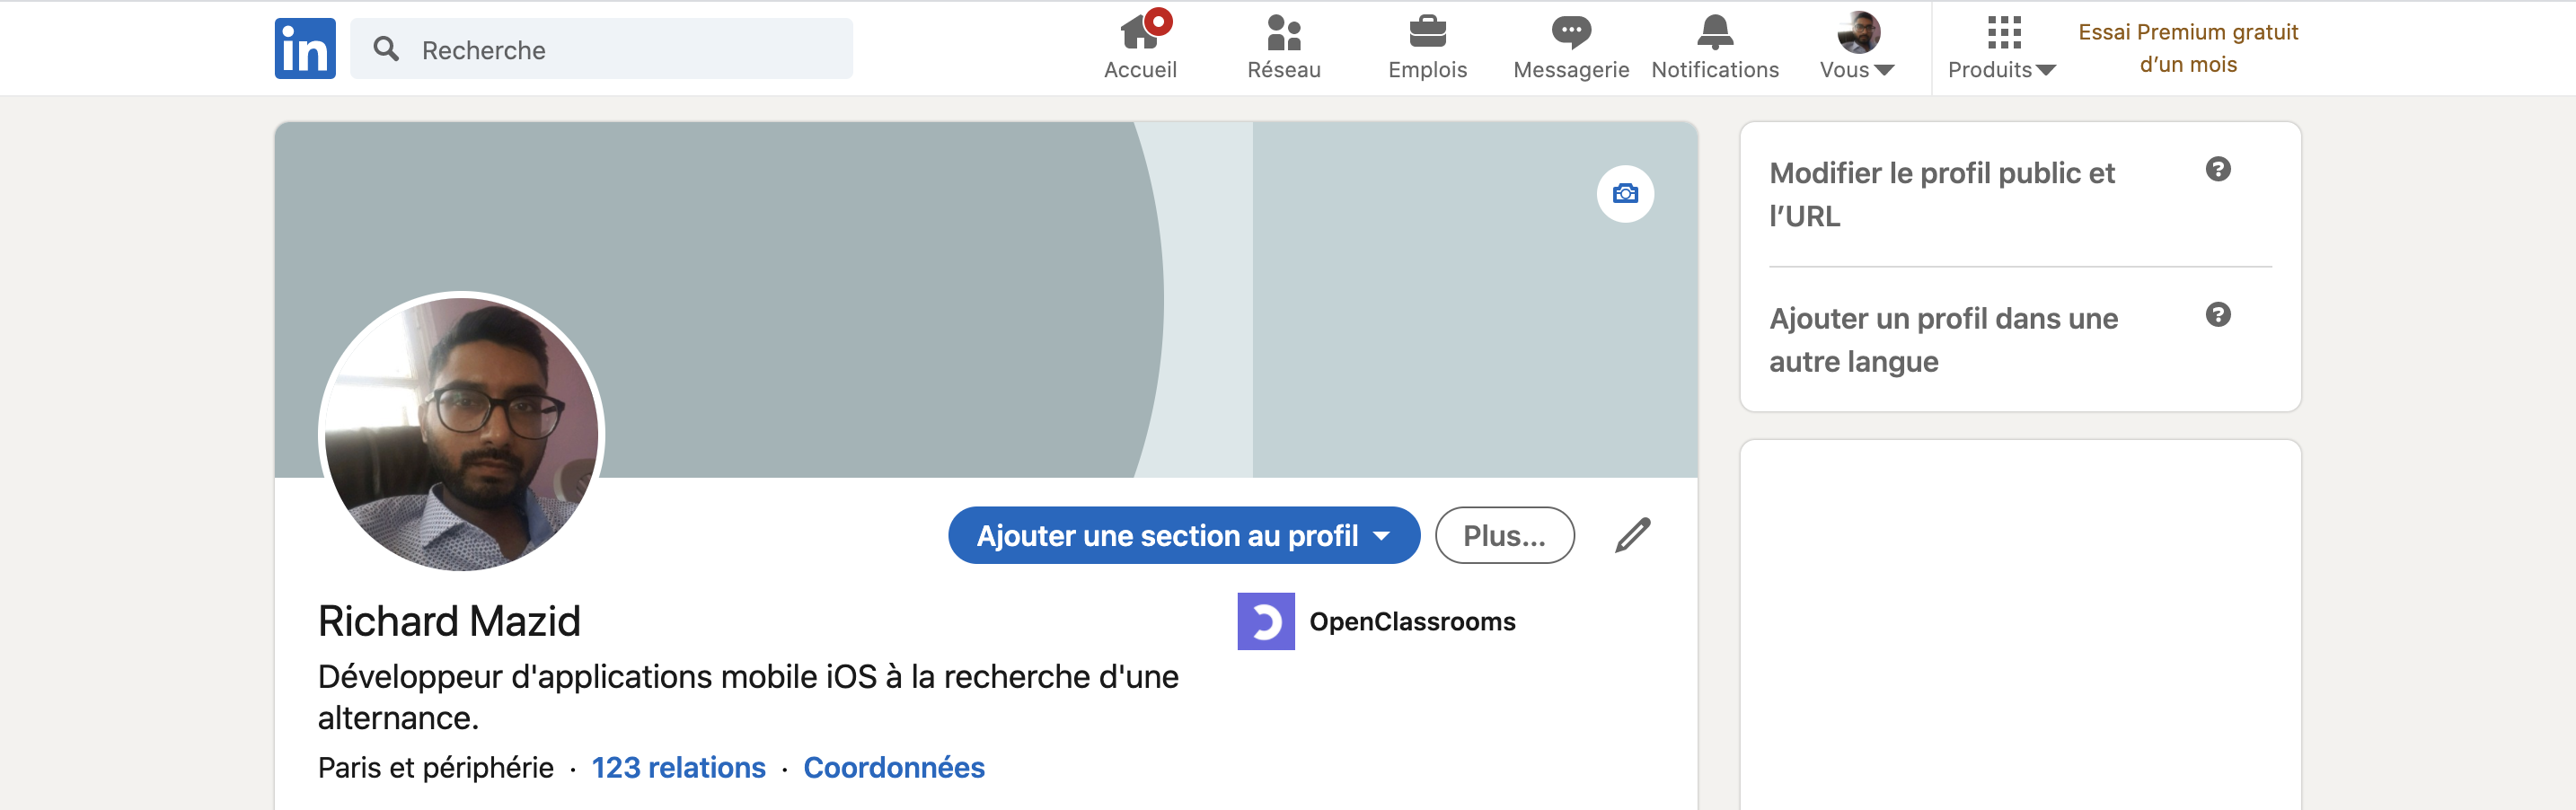 in
Recherche
Accueil
Réseau
Emplois
Messagerie
Notifications
Vous
Produits
Essai Premium gratuit
d’un mois
Modifier le profil public et
l’URL
Ajouter un profil dans une
autre langue
Ajouter une section au profil
Plus...
Richard Mazid
OpenClassrooms
Développeur d'applications mobile iOS à la recherche d'une
alternance.
Paris et périphérie · 123 relations · Coordonnées